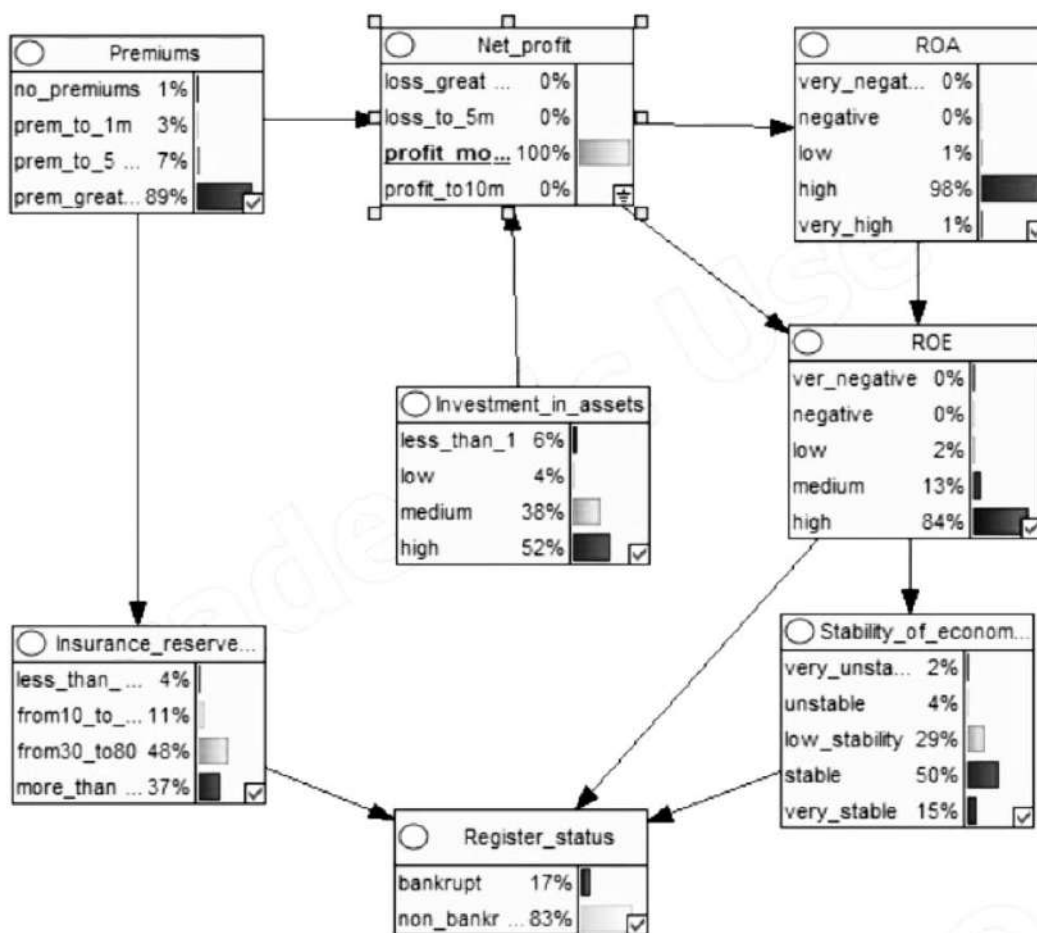 Premiums
no_premiums 1%
prem_to_1m 3%
prem_to_5 ... 7%
prem_great... 89%
Net_profit
loss_great ... 0%
loss_to_5m 0%
profit_mo... 100%
profit_to10m 0%
ROA
very_negat... 0%
negative 0%
low 1%
high 98%
very_high 1%
ROE
ver_negative 0%
negative 0%
low 2%
medium 13%
high 84%
Investment_in_assets
less_than_1 6%
low 4%
medium 38%
high 52%
Insurance_reserve...
less_than_ ... 4%
from10_to_... 11%
from30_to80 48%
more_than ... 37%
Stability_of_econom...
very_unsta... 2%
unstable 4%
low_stability 29%
stable 50%
very_stable 15%
Register_status
bankrupt 17%
non_bankr ... 83%